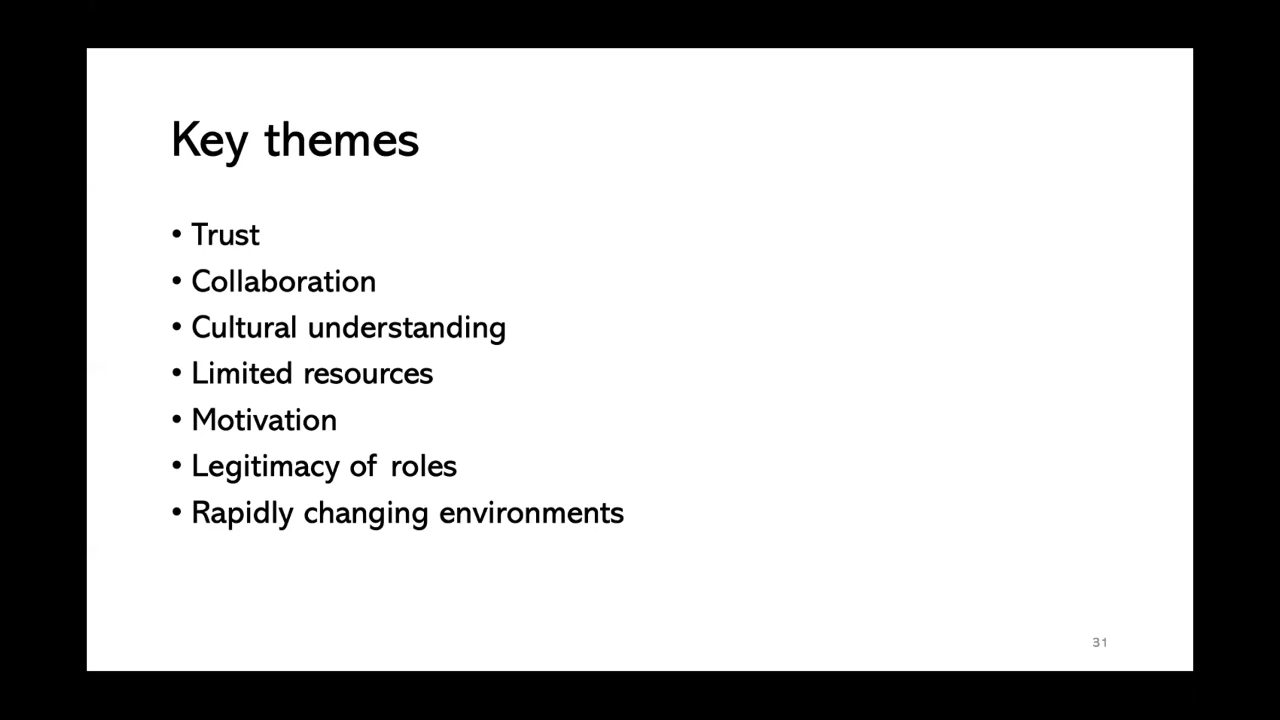 Key themes
• Trust
• Collaboration
• Cultural understanding
• Limited resources
• Motivation
• Legitimacy of roles
• Rapidly changing environments
31